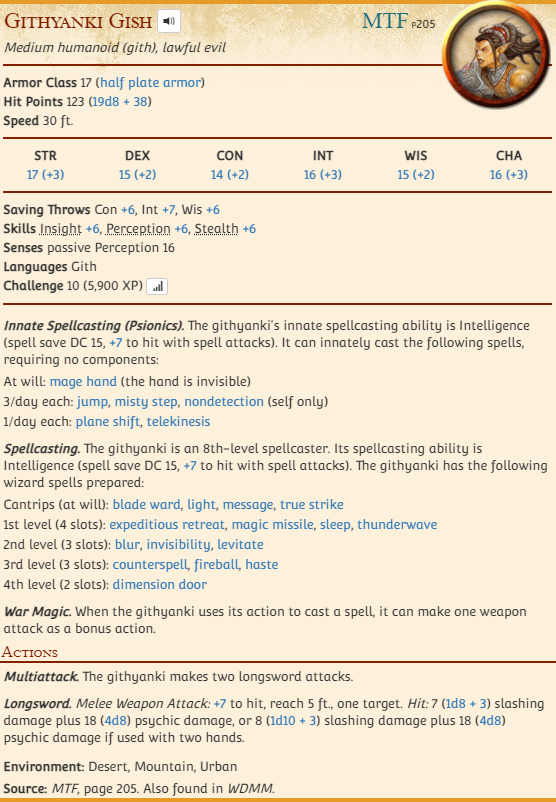 Githyanki Gish MTF p205
Medium humanoid (gith), lawful evil
Armor Class 17 (half plate armor)
Hit Points 123 (19d8 + 38)
Speed 30 ft.
STR DEX CON INT WIS CHA
17 (+3) 15 (+2) 14 (+2) 16 (+3) 15 (+2) 16 (+3)
Saving Throws Con +6, Int +7, Wis +6
Skills Insight +6, Perception +6, Stealth +6
Senses passive Perception 16
Languages Gith
Challenge 10 (5,900 XP)
Innate Spellcasting (Psionics). The githyanki's innate spellcasting ability is Intelligence
(spell save DC 15, +7 to hit with spell attacks). It can innately cast the following spells,
requiring no components:
At will: mage hand (the hand is invisible)
3/day each: jump, misty step, nondetection (self only)
1/day each: plane shift, telekinesis
Spellcasting. The githyanki is an 8th-level spellcaster. Its spellcasting ability is
Intelligence (spell save DC 15, +7 to hit with spell attacks). The githyanki has the following
wizard spells prepared:
Cantrips (at will): blade ward, light, message, true strike
1st level (4 slots): expeditious retreat, magic missile, sleep, thunderwave
2nd level (3 slots): blur, invisibility, levitate
3rd level (3 slots): counterspell, fireball, haste
4th level (2 slots): dimension door
War Magic. When the githyanki uses its action to cast a spell, it can make one weapon
attack as a bonus action.
Actions
Multiattack. The githyanki makes two longsword attacks.
Longsword. Melee Weapon Attack: +7 to hit, reach 5 ft., one target. Hit: 7 (1d8 + 3) slashing
damage plus 18 (4d8) psychic damage, or 8 (1d10 + 3) slashing damage plus 18 (4d8)
psychic damage if used with two hands.
Environment: Desert, Mountain, Urban
Source: MTF, page 205. Also found in WDMM.